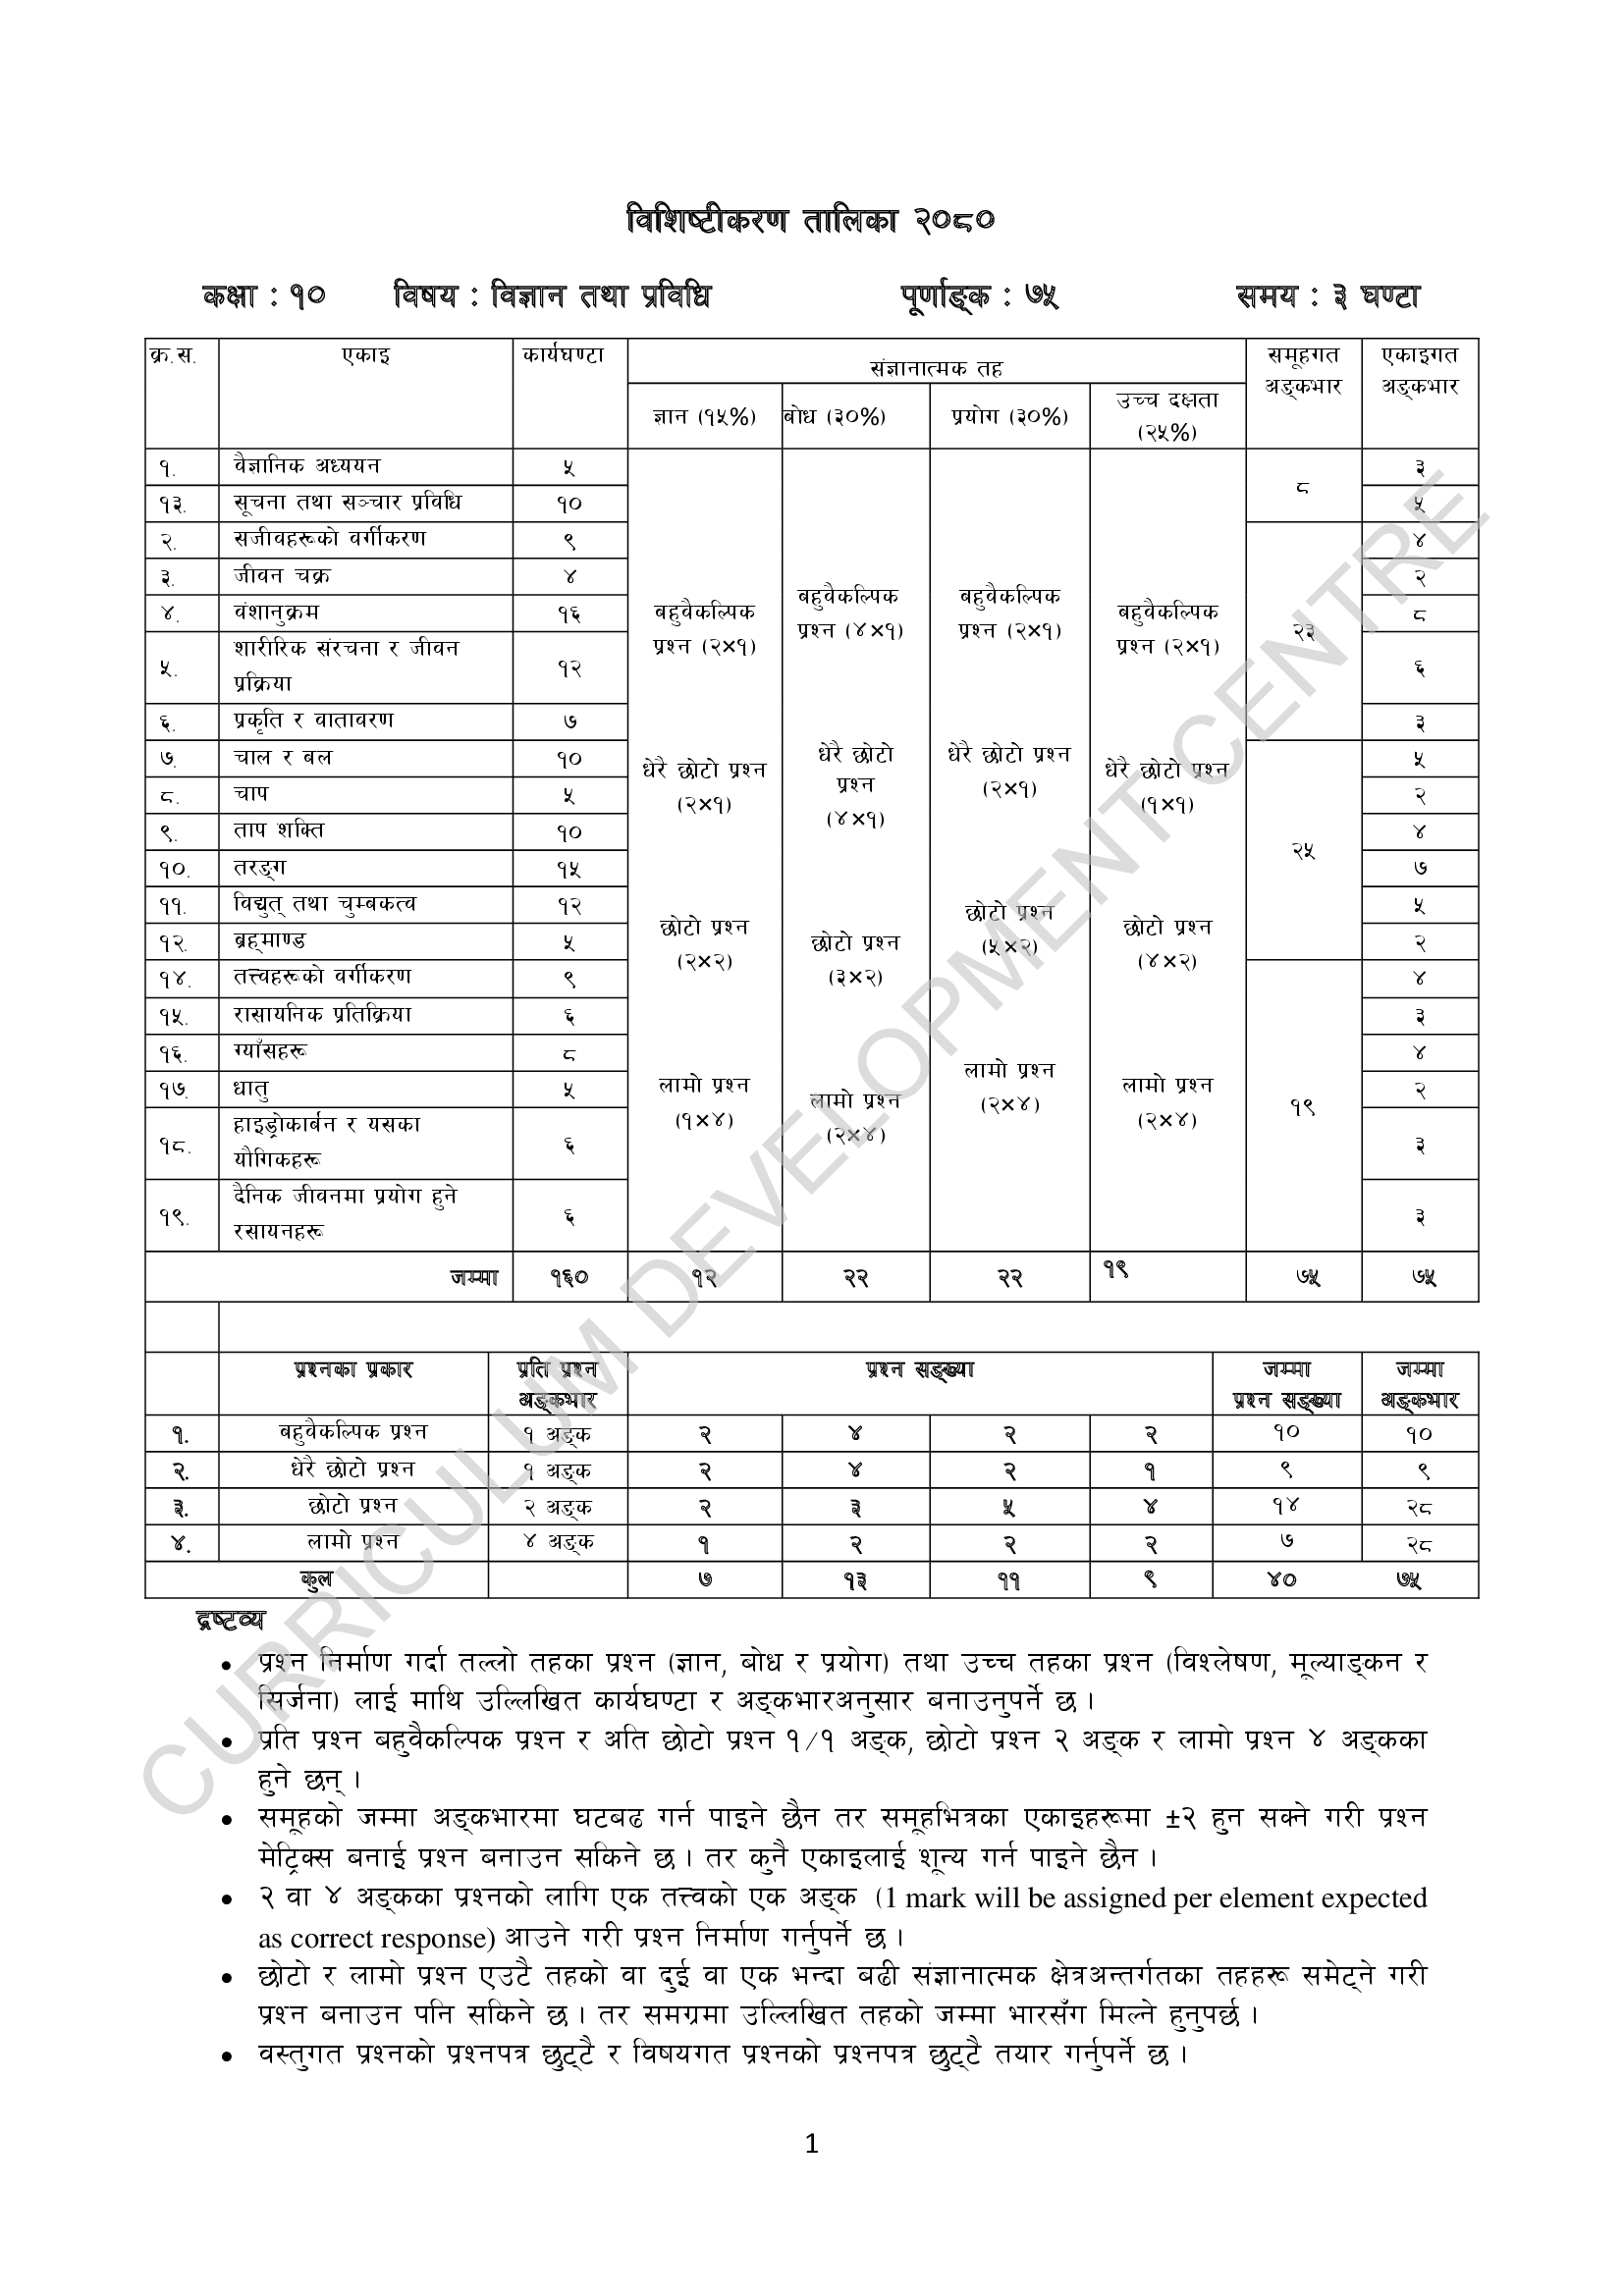 विशिष्टीकरण तालिका २०८०
कक्षा : १० विषय : विज्ञान तथा प्रविधि पूर्णाङ्क : ७५ समय : ३ घण्टा
क्र.स. एकाइ कार्यघण्टा संज्ञानात्मक तह समूहगत अङ्कभार एकाइगत अङ्कभार
ज्ञान (१५%) बोध (३०%) प्रयोग (३०%) उच्च दक्षता (२५%)
१. वैज्ञानिक अध्ययन ५ ८ ३
१३. सूचना तथा सञ्चार प्रविधि १० ५
२. सजीवहरूको वर्गीकरण ९ २३ ४
३. जीवन चक्र ४ २
४. वंशानुक्रम १६ ८
५. शारीरिक संरचना र जीवन प्रक्रिया १२ ६
६. प्रकृति र वातावरण ७ ३
७. चाल र बल १० २५ ५
८. चाप ५ २
९. ताप शक्ति १० ४
१०. तरङ्ग १५ ७
११. विद्युत् तथा चुम्बकत्व १२ ५
१२. ब्रह्माण्ड ५ २
१४. तत्त्वहरूको वर्गीकरण ९ १९ ४
१५. रासायनिक प्रतिक्रिया ६ ३
१६. ग्याँसहरू ८ ४
१७. धातु ५ २
१८. हाइड्रोकार्बन र यसका यौगिकहरू ६ ३
१९. दैनिक जीवनमा प्रयोग हुने रसायनहरू ६ ३
बहुवैकल्पिक प्रश्न (२×१) बहुवैकल्पिक प्रश्न (४×१) बहुवैकल्पिक प्रश्न (२×१) बहुवैकल्पिक प्रश्न (२×१)
धेरै छोटो प्रश्न (२×१) धेरै छोटो प्रश्न (४×१) धेरै छोटो प्रश्न (२×१) धेरै छोटो प्रश्न (१×१)
छोटो प्रश्न (२×२) छोटो प्रश्न (३×२) छोटो प्रश्न (५×२) छोटो प्रश्न (४×२)
लामो प्रश्न (१×४) लामो प्रश्न (२×४) लामो प्रश्न (२×४) लामो प्रश्न (२×४)
जम्मा १६० १२ २२ २२ १९ ७५ ७५
प्रश्नका प्रकार प्रति प्रश्न अङ्कभार प्रश्न सङ्ख्या जम्मा प्रश्न सङ्ख्या जम्मा अङ्कभार
१. बहुवैकल्पिक प्रश्न १ अङ्क २ ४ २ २ १० १०
२. धेरै छोटो प्रश्न १ अङ्क २ ४ २ १ ९ ९
३. छोटो प्रश्न २ अङ्क २ ३ ५ ४ १४ २८
४. लामो प्रश्न ४ अङ्क १ २ २ २ ७ २८
कुल ७ १३ ११ ९ ४० ७५
द्रष्टव्य
• प्रश्न निर्माण गर्दा तल्लो तहका प्रश्न (ज्ञान, बोध र प्रयोग) तथा उच्च तहका प्रश्न (विश्लेषण, मूल्याङ्कन र
सिर्जना) लाई माथि उल्लिखित कार्यघण्टा र अङ्कभारअनुसार बनाउनुपर्ने छ ।
• प्रति प्रश्न बहुवैकल्पिक प्रश्न र अति छोटो प्रश्न १/१ अङ्क, छोटो प्रश्न २ अङ्क र लामो प्रश्न ४ अङ्कका
हुने छन् ।
• समूहको जम्मा अङ्कभारमा घटबढ गर्न पाइने छैन तर समूहभित्रका एकाइहरूमा ±२ हुन सक्ने गरी प्रश्न
मेट्रिक्स बनाई प्रश्न बनाउन सकिने छ । तर कुनै एकाइलाई शून्य गर्न पाइने छैन ।
• २ वा ४ अङ्कका प्रश्नको लागि एक तत्त्वको एक अङ्क (1 mark will be assigned per element expected
as correct response) आउने गरी प्रश्न निर्माण गर्नुपर्ने छ ।
• छोटो र लामो प्रश्न एउटै तहको वा दुई वा एक भन्दा बढी संज्ञानात्मक क्षेत्रअन्तर्गतका तहहरू समेट्ने गरी
प्रश्न बनाउन पनि सकिने छ । तर समग्रमा उल्लिखित तहको जम्मा भारसँग मिल्ने हुनुपर्छ ।
• वस्तुगत प्रश्नको प्रश्नपत्र छुट्टै र विषयगत प्रश्नको प्रश्नपत्र छुट्टै तयार गर्नुपर्ने छ ।
1
CURRICULUM DEVELOPMENT CENTRE